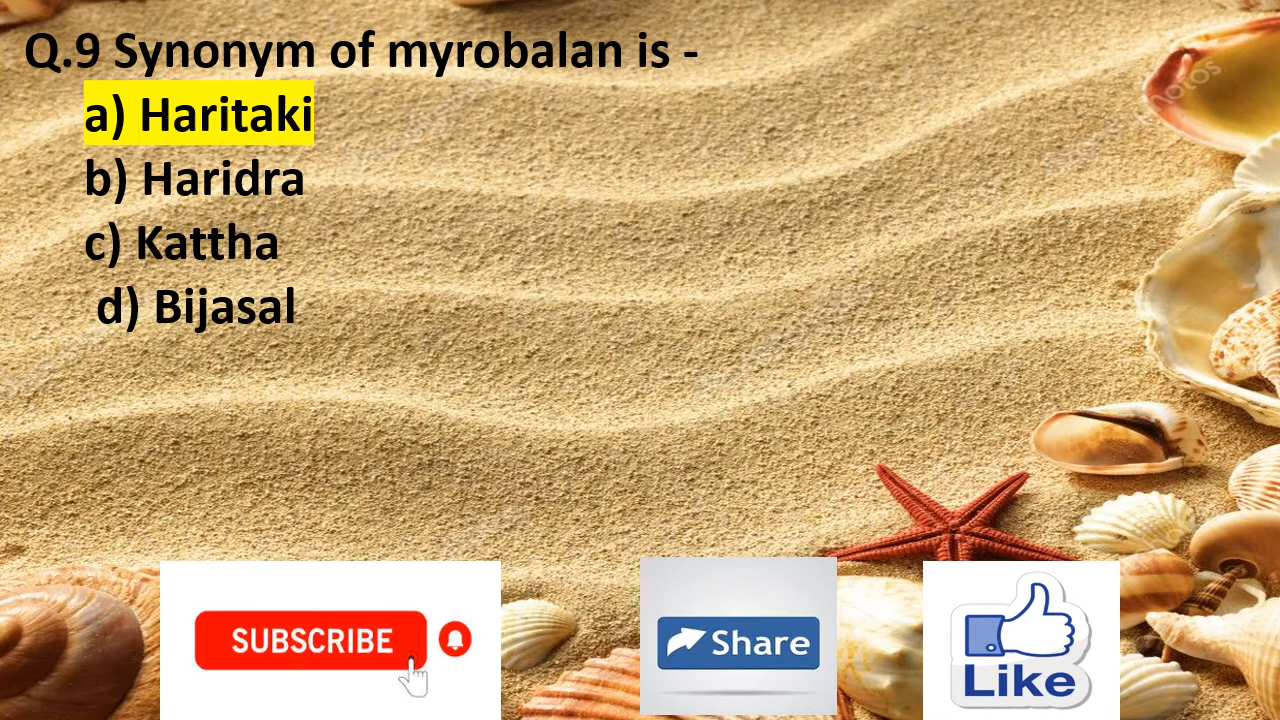 Q.9 Synonym of myrobalan is -
a) Haritaki
b) Haridra
c) Kattha
d) Bijasal
SUBSCRIBE
Share
Like